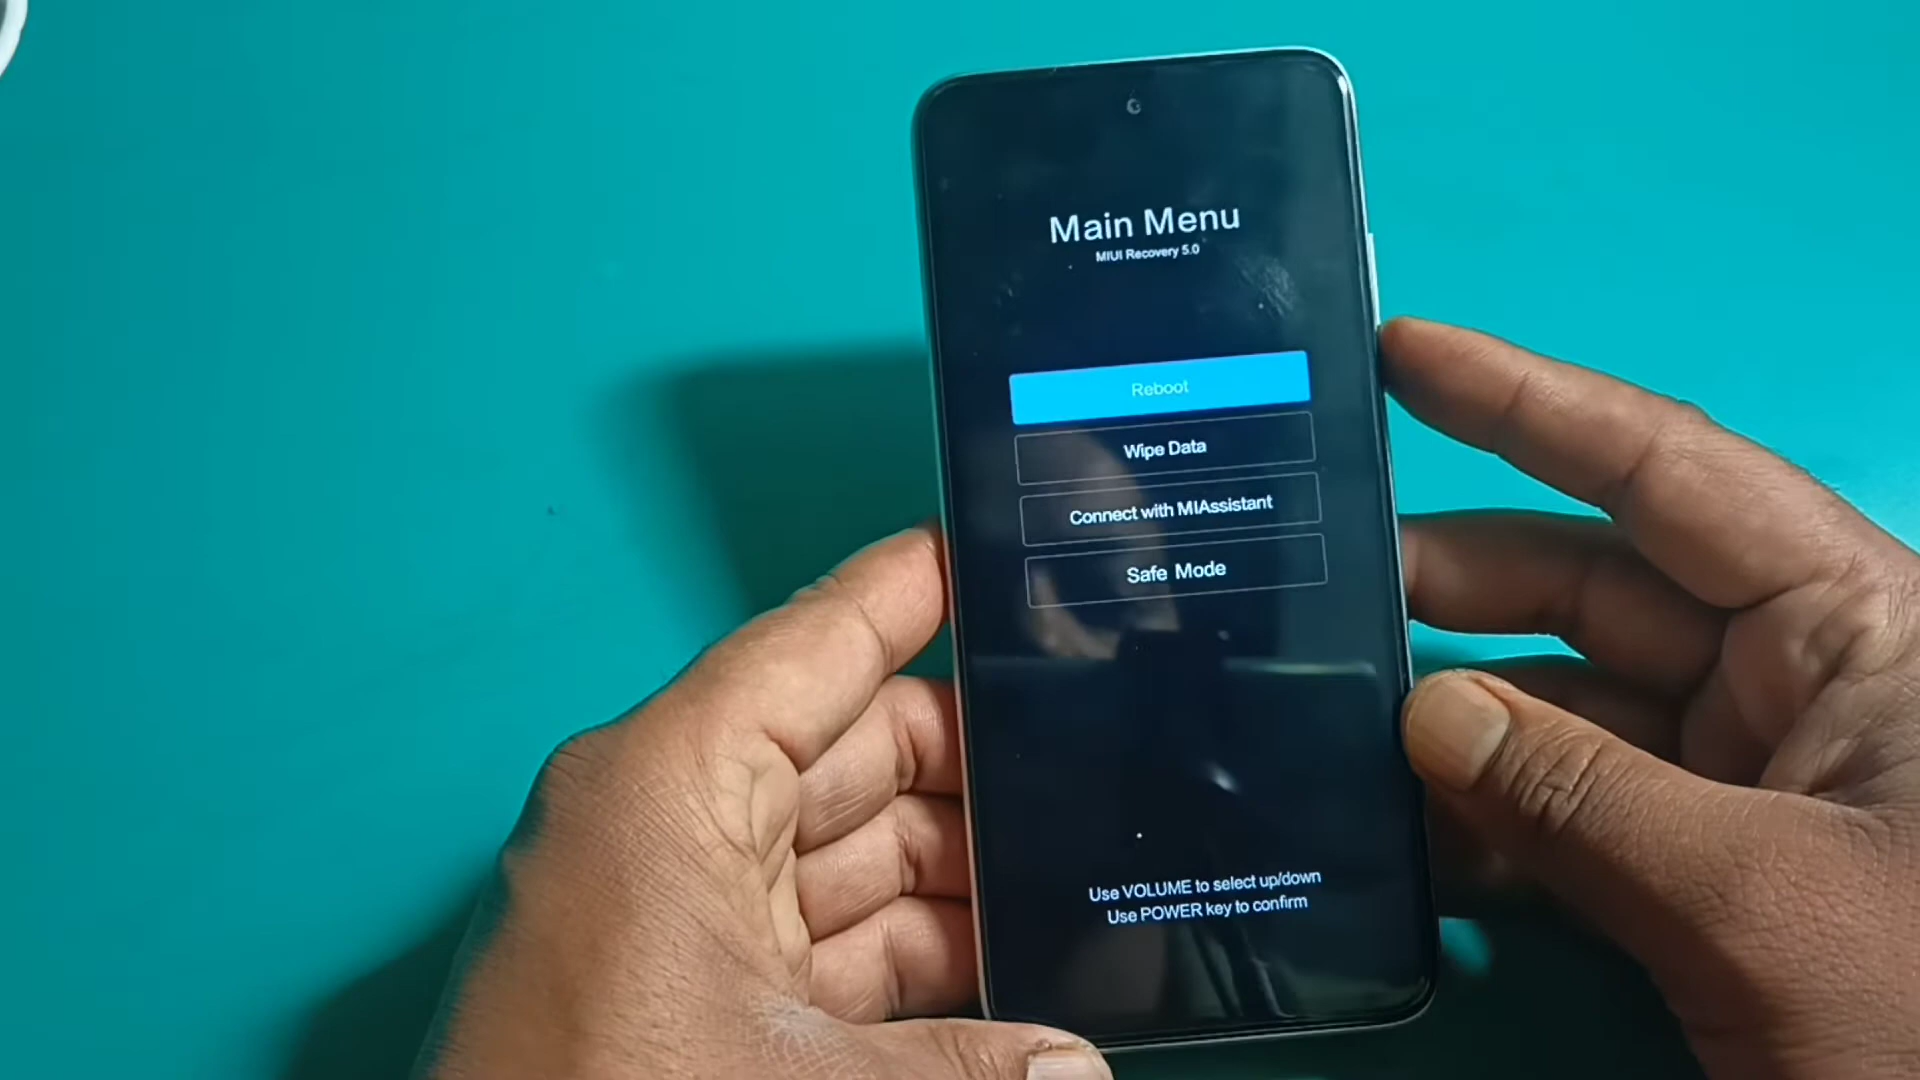 Main Menu
MIUI Recovery 5.0
Reboot
Wipe Data
Connect with MIAssistant
Safe Mode
Use VOLUME to select up/down
Use POWER key to confirm